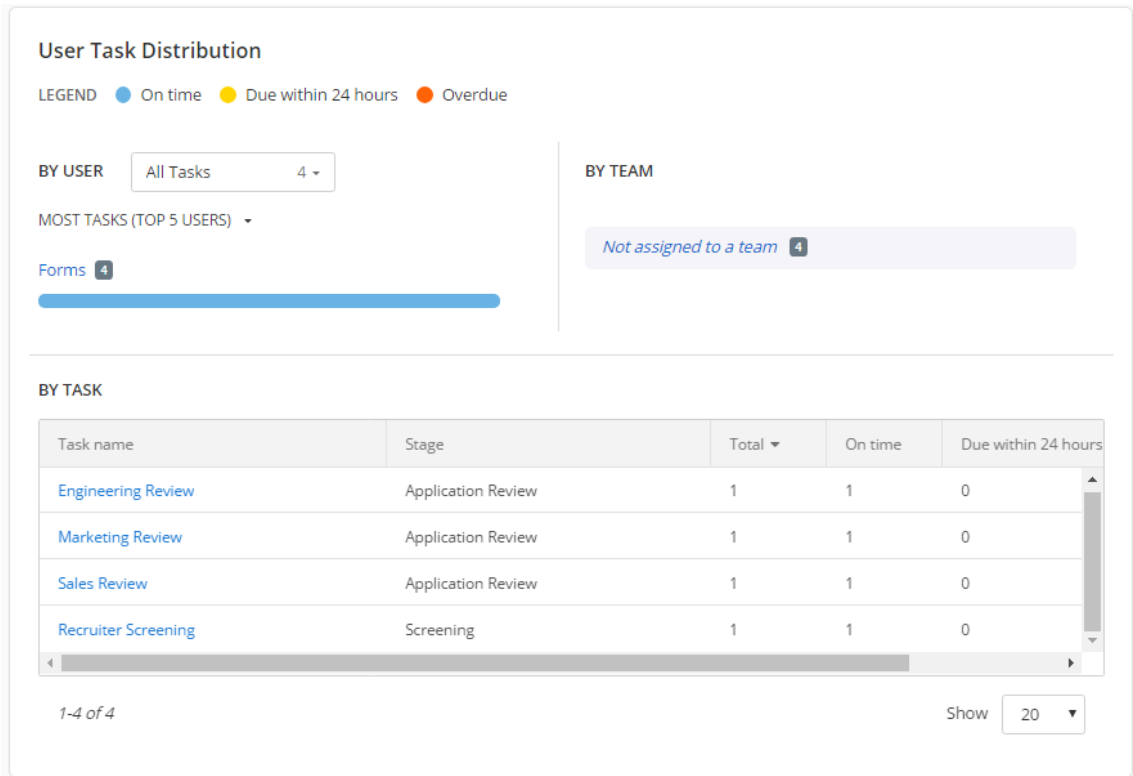 User Task Distribution
LEGEND On time Due within 24 hours Overdue
BY USER All Tasks 4
MOST TASKS (TOP 5 USERS)
Forms 4
BY TEAM
Not assigned to a team 4
BY TASK
Task name Stage Total On time Due within 24 hours
Engineering Review Application Review 1 1 0
Marketing Review Application Review 1 1 0
Sales Review Application Review 1 1 0
Recruiter Screening Screening 1 1 0
1-4 of 4 Show 20